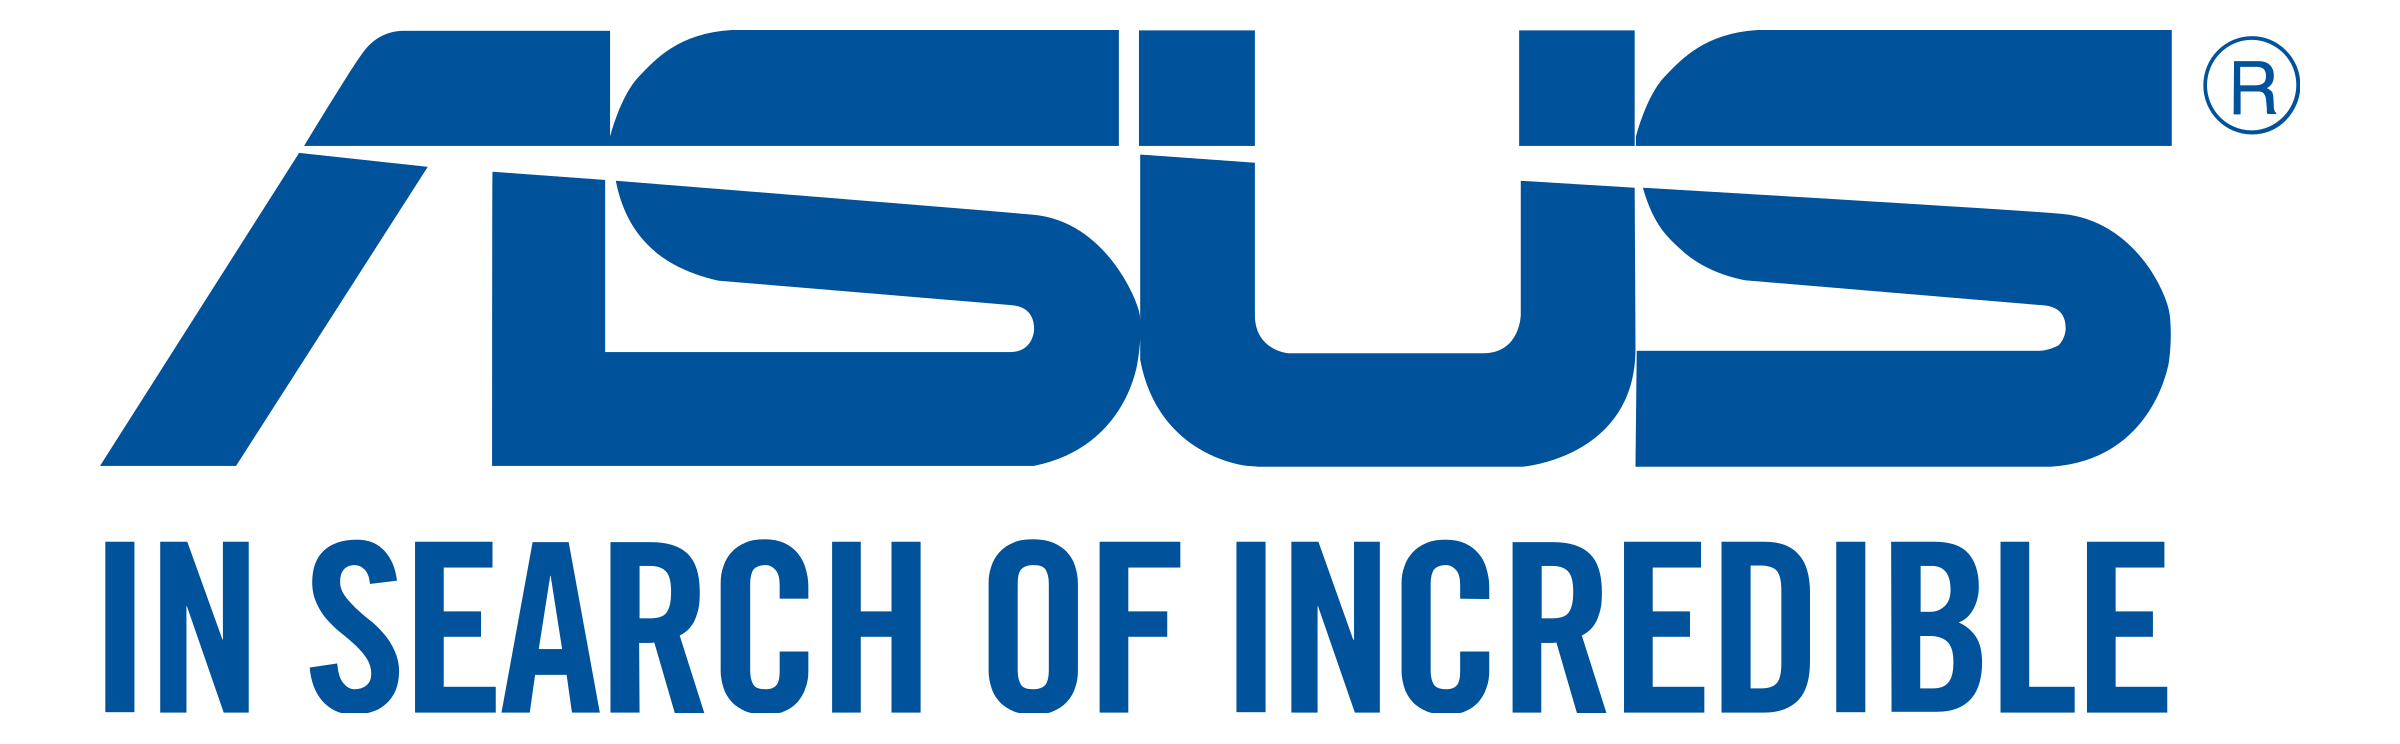 ASUS®
IN SEARCH OF INCREDIBLE